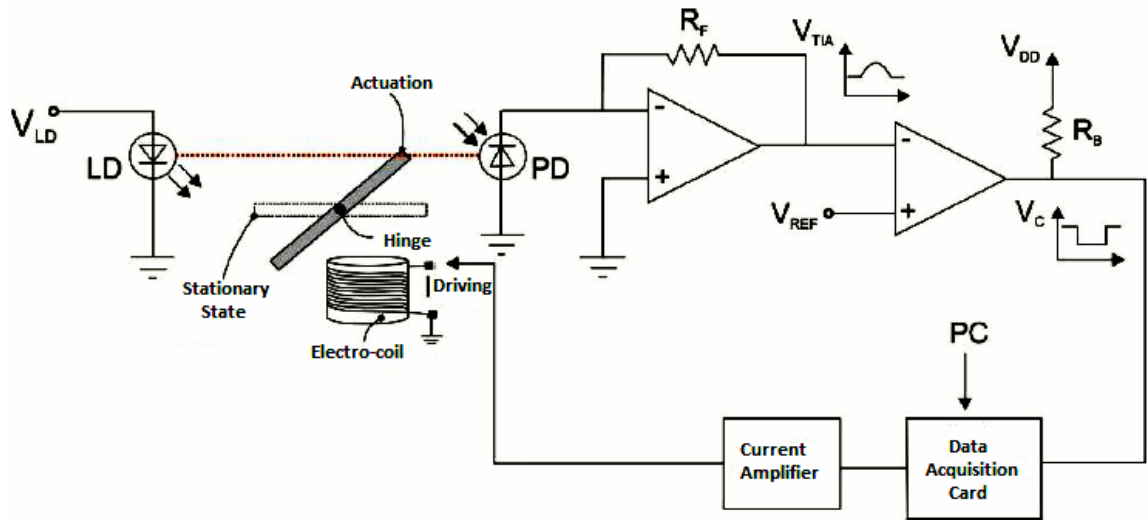 Actuation
R_F
V_TIA
V_DD
V_LD
LD
PD
-
+
-
+
R_B
V_REF
V_C
Hinge
Stationary
State
Driving
Electro-coil
PC
Current
Amplifier
Data
Acquisition
Card